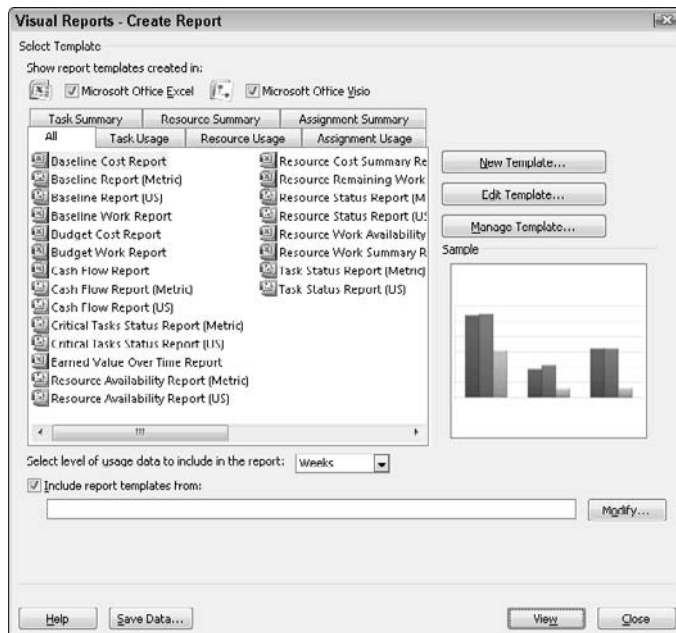 Visual Reports - Create Report
Select Template
Show report templates created in:
Microsoft Office Excel
Microsoft Office Visio
Task Summary
Resource Summary
Assignment Summary
All
Task Usage
Resource Usage
Assignment Usage
Baseline Cost Report
Baseline Report (Metric)
Baseline Report (US)
Baseline Work Report
Budget Cost Report
Budget Work Report
Cash Flow Report
Cash Flow Report (Metric)
Cash Flow Report (US)
Critical Tasks Status Report (Metric)
Critical Tasks Status Report (US)
Earned Value Over Time Report
Resource Availability Report (Metric)
Resource Availability Report (US)
Resource Cost Summary Re
Resource Remaining Work
Resource Status Report (M
Resource Status Report (US
Resource Work Availability
Resource Work Summary R
Task Status Report (Metric)
Task Status Report (US)
New Template...
Edit Template...
Manage Template...
Sample
Select level of usage data to include in the report:
Weeks
Include report templates from:
Modify...
Help
Save Data...
View
Close